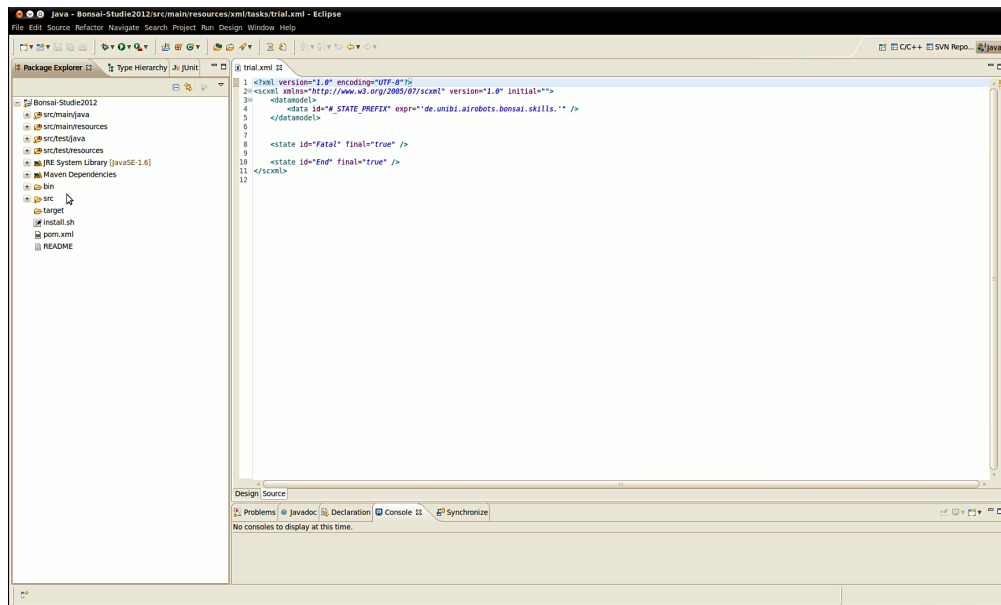 Java - Bonsai-Studie2012/src/main/resources/xml/tasks/trial.xml - Eclipse
File Edit Source Refactor Navigate Search Project Run Design Window Help
C/C++ SVN Repo... Java
Package Explorer Type Hierarchy Ju JUnit
trial.xml
Bonsai-Studie2012
src/main/java
src/main/resources
src/test/java
src/test/resources
JRE System Library [JavaSE-1.6]
Maven Dependencies
bin
src
target
install.sh
pom.xml
README
1 <?xml version="1.0" encoding="UTF-8"?>
2 <scxml xmlns="http://www.w3.org/2005/07/scxml" version="1.0" initial="">
3 <datamodel>
4 <data id="#_STATE_PREFIX" expr="'de.unibi.airobots.bonsai.skills.'" />
5 </datamodel>
6
7
8 <state id="Fatal" final="true" />
9
10 <state id="End" final="true" />
11 </scxml>
12
Design Source
Problems @ Javadoc Declaration Console Synchronize
No consoles to display at this time.